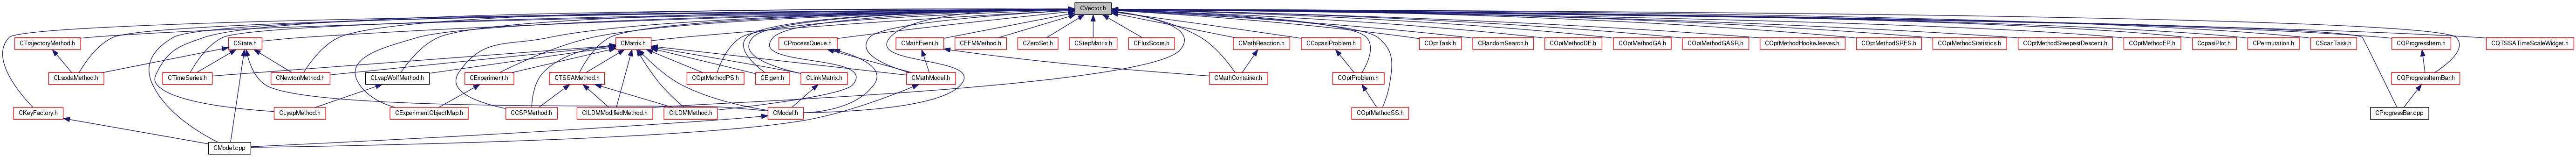 CVector.h
CTrajectoryMethod.h
CState.h
CMatrix.h
CProcessQueue.h
CMathEvent.h
CEFMMethod.h
CZeroSet.h
CStepMatrix.h
CFluxScore.h
CMathReaction.h
CCopasiProblem.h
COptTask.h
CRandomSearch.h
COptMethodDE.h
COptMethodGA.h
COptMethodGASR.h
COptMethodHookeJeeves.h
COptMethodSRES.h
COptMethodStatistics.h
COptMethodSteepestDescent.h
COptMethodEP.h
CopasiPlot.h
CPermutation.h
CScanTask.h
CQProgressItem.h
CQTSSATimeScaleWidget.h
CLsodaMethod.h
CTimeSeries.h
CNewtonMethod.h
CLyapWolfMethod.h
CExperiment.h
CTSSAMethod.h
COptMethodPS.h
CEigen.h
CLinkMatrix.h
CMathModel.h
CMathContainer.h
COptProblem.h
CQProgressItemBar.h
CKeyFactory.h
CLyapMethod.h
CExperimentObjectMap.h
CCSPMethod.h
CILDMModifiedMethod.h
CILDMMethod.h
CModel.h
COptMethodSS.h
CProgressBar.cpp
CModel.cpp